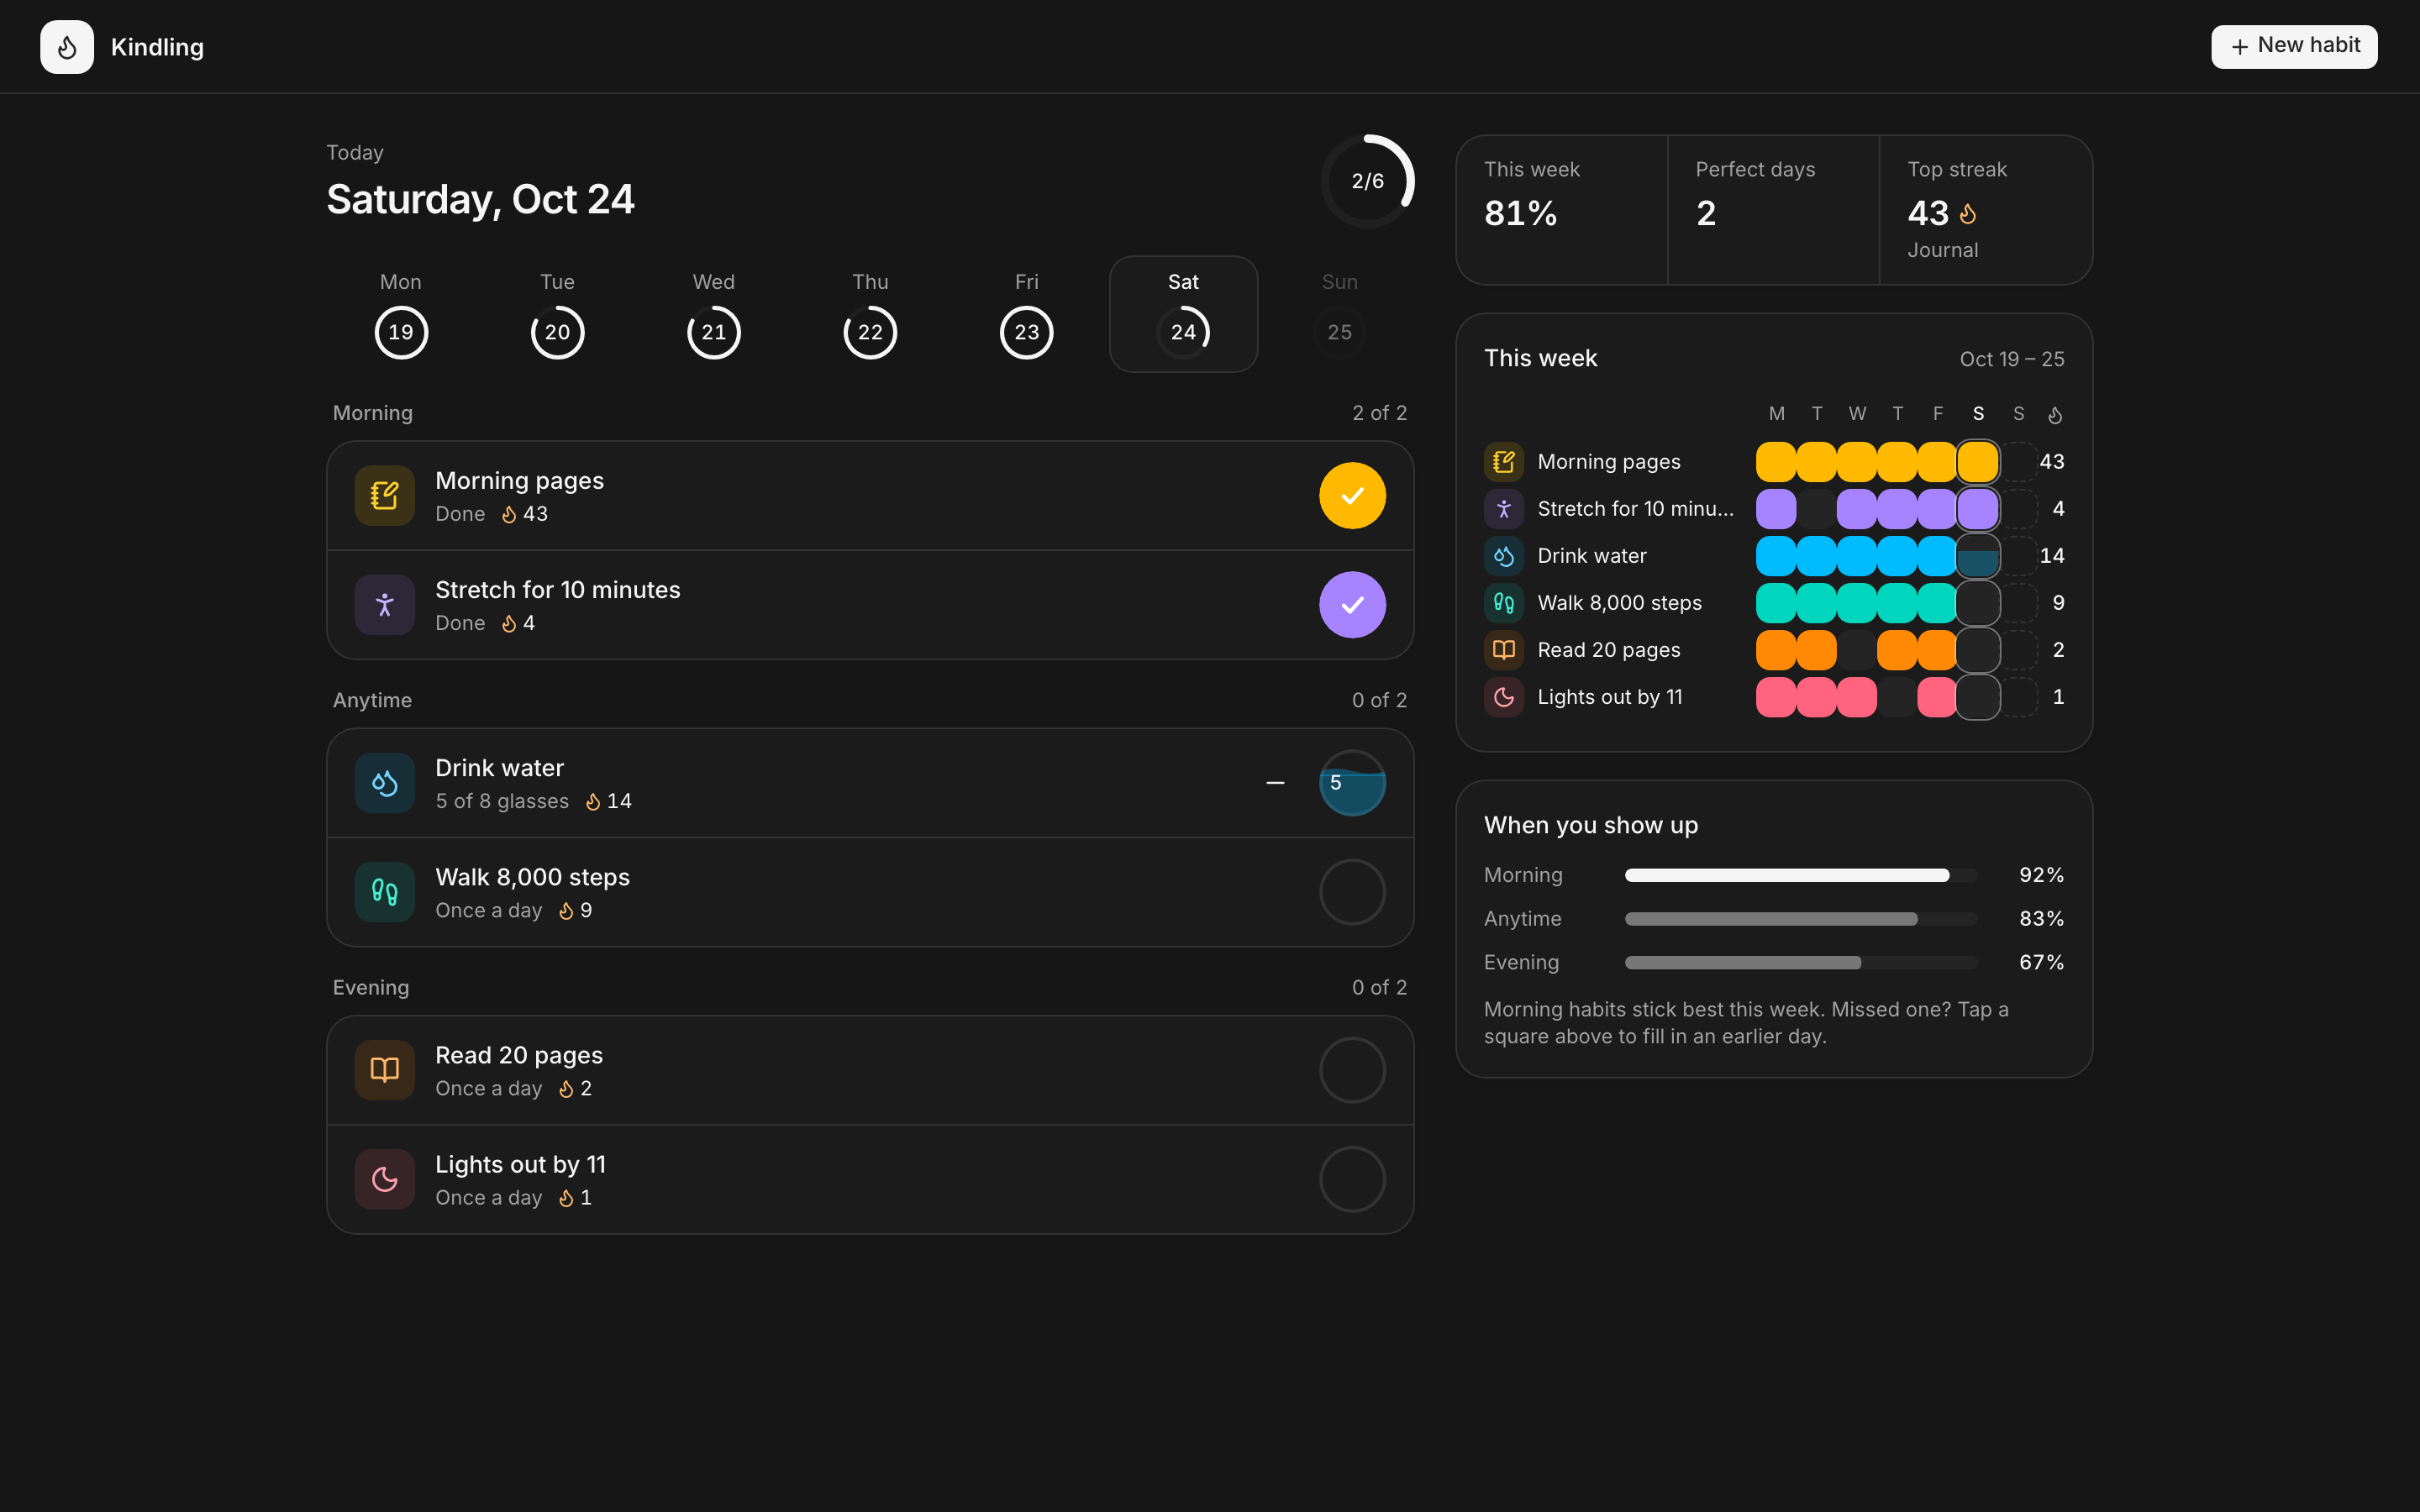 Kindling
New habit
Today
Saturday, Oct 24
2/6
Mon Tue Wed Thu Fri Sat Sun
19 20 21 22 23 24 25
Morning 2 of 2
Morning pages
Done 43
Stretch for 10 minutes
Done 4
Anytime 0 of 2
Drink water
5 of 8 glasses 14
5
Walk 8,000 steps
Once a day 9
Evening 0 of 2
Read 20 pages
Once a day 2
Lights out by 11
Once a day 1
This week Perfect days Top streak
81% 2 43
Journal
This week Oct 19 – 25
M T W T F S S
Morning pages 43
Stretch for 10 minu... 4
Drink water 14
Walk 8,000 steps 9
Read 20 pages 2
Lights out by 11 1
When you show up
Morning 92%
Anytime 83%
Evening 67%
Morning habits stick best this week. Missed one? Tap a
square above to fill in an earlier day.